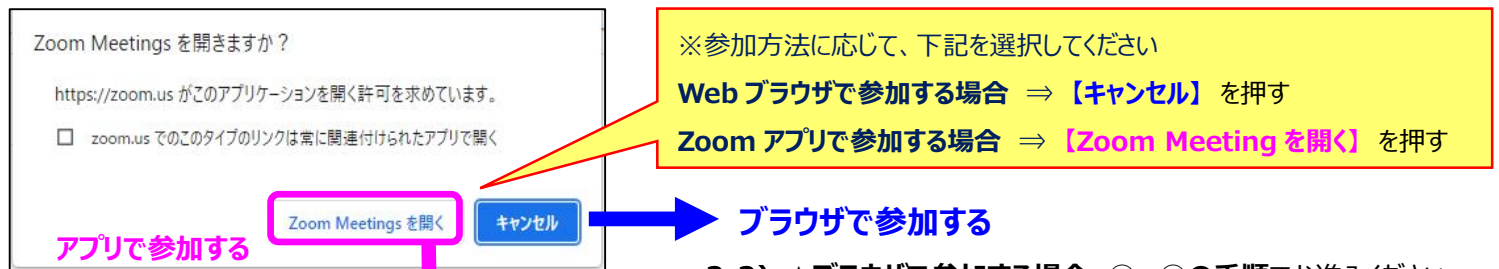 Zoom Meetings を開きますか？
https://zoom.us がこのアプリケーションを開く許可を求めています。
zoom.us でのこのタイプのリンクは常に関連付けられたアプリで開く
Zoom Meetings を開く
キャンセル
アプリで参加する
※参加方法に応じて、下記を選択してください
Web ブラウザで参加する場合 ⇒ 【キャンセル】 を押す
Zoom アプリで参加する場合 ⇒ 【Zoom Meeting を開く】 を押す
ブラウザで参加する